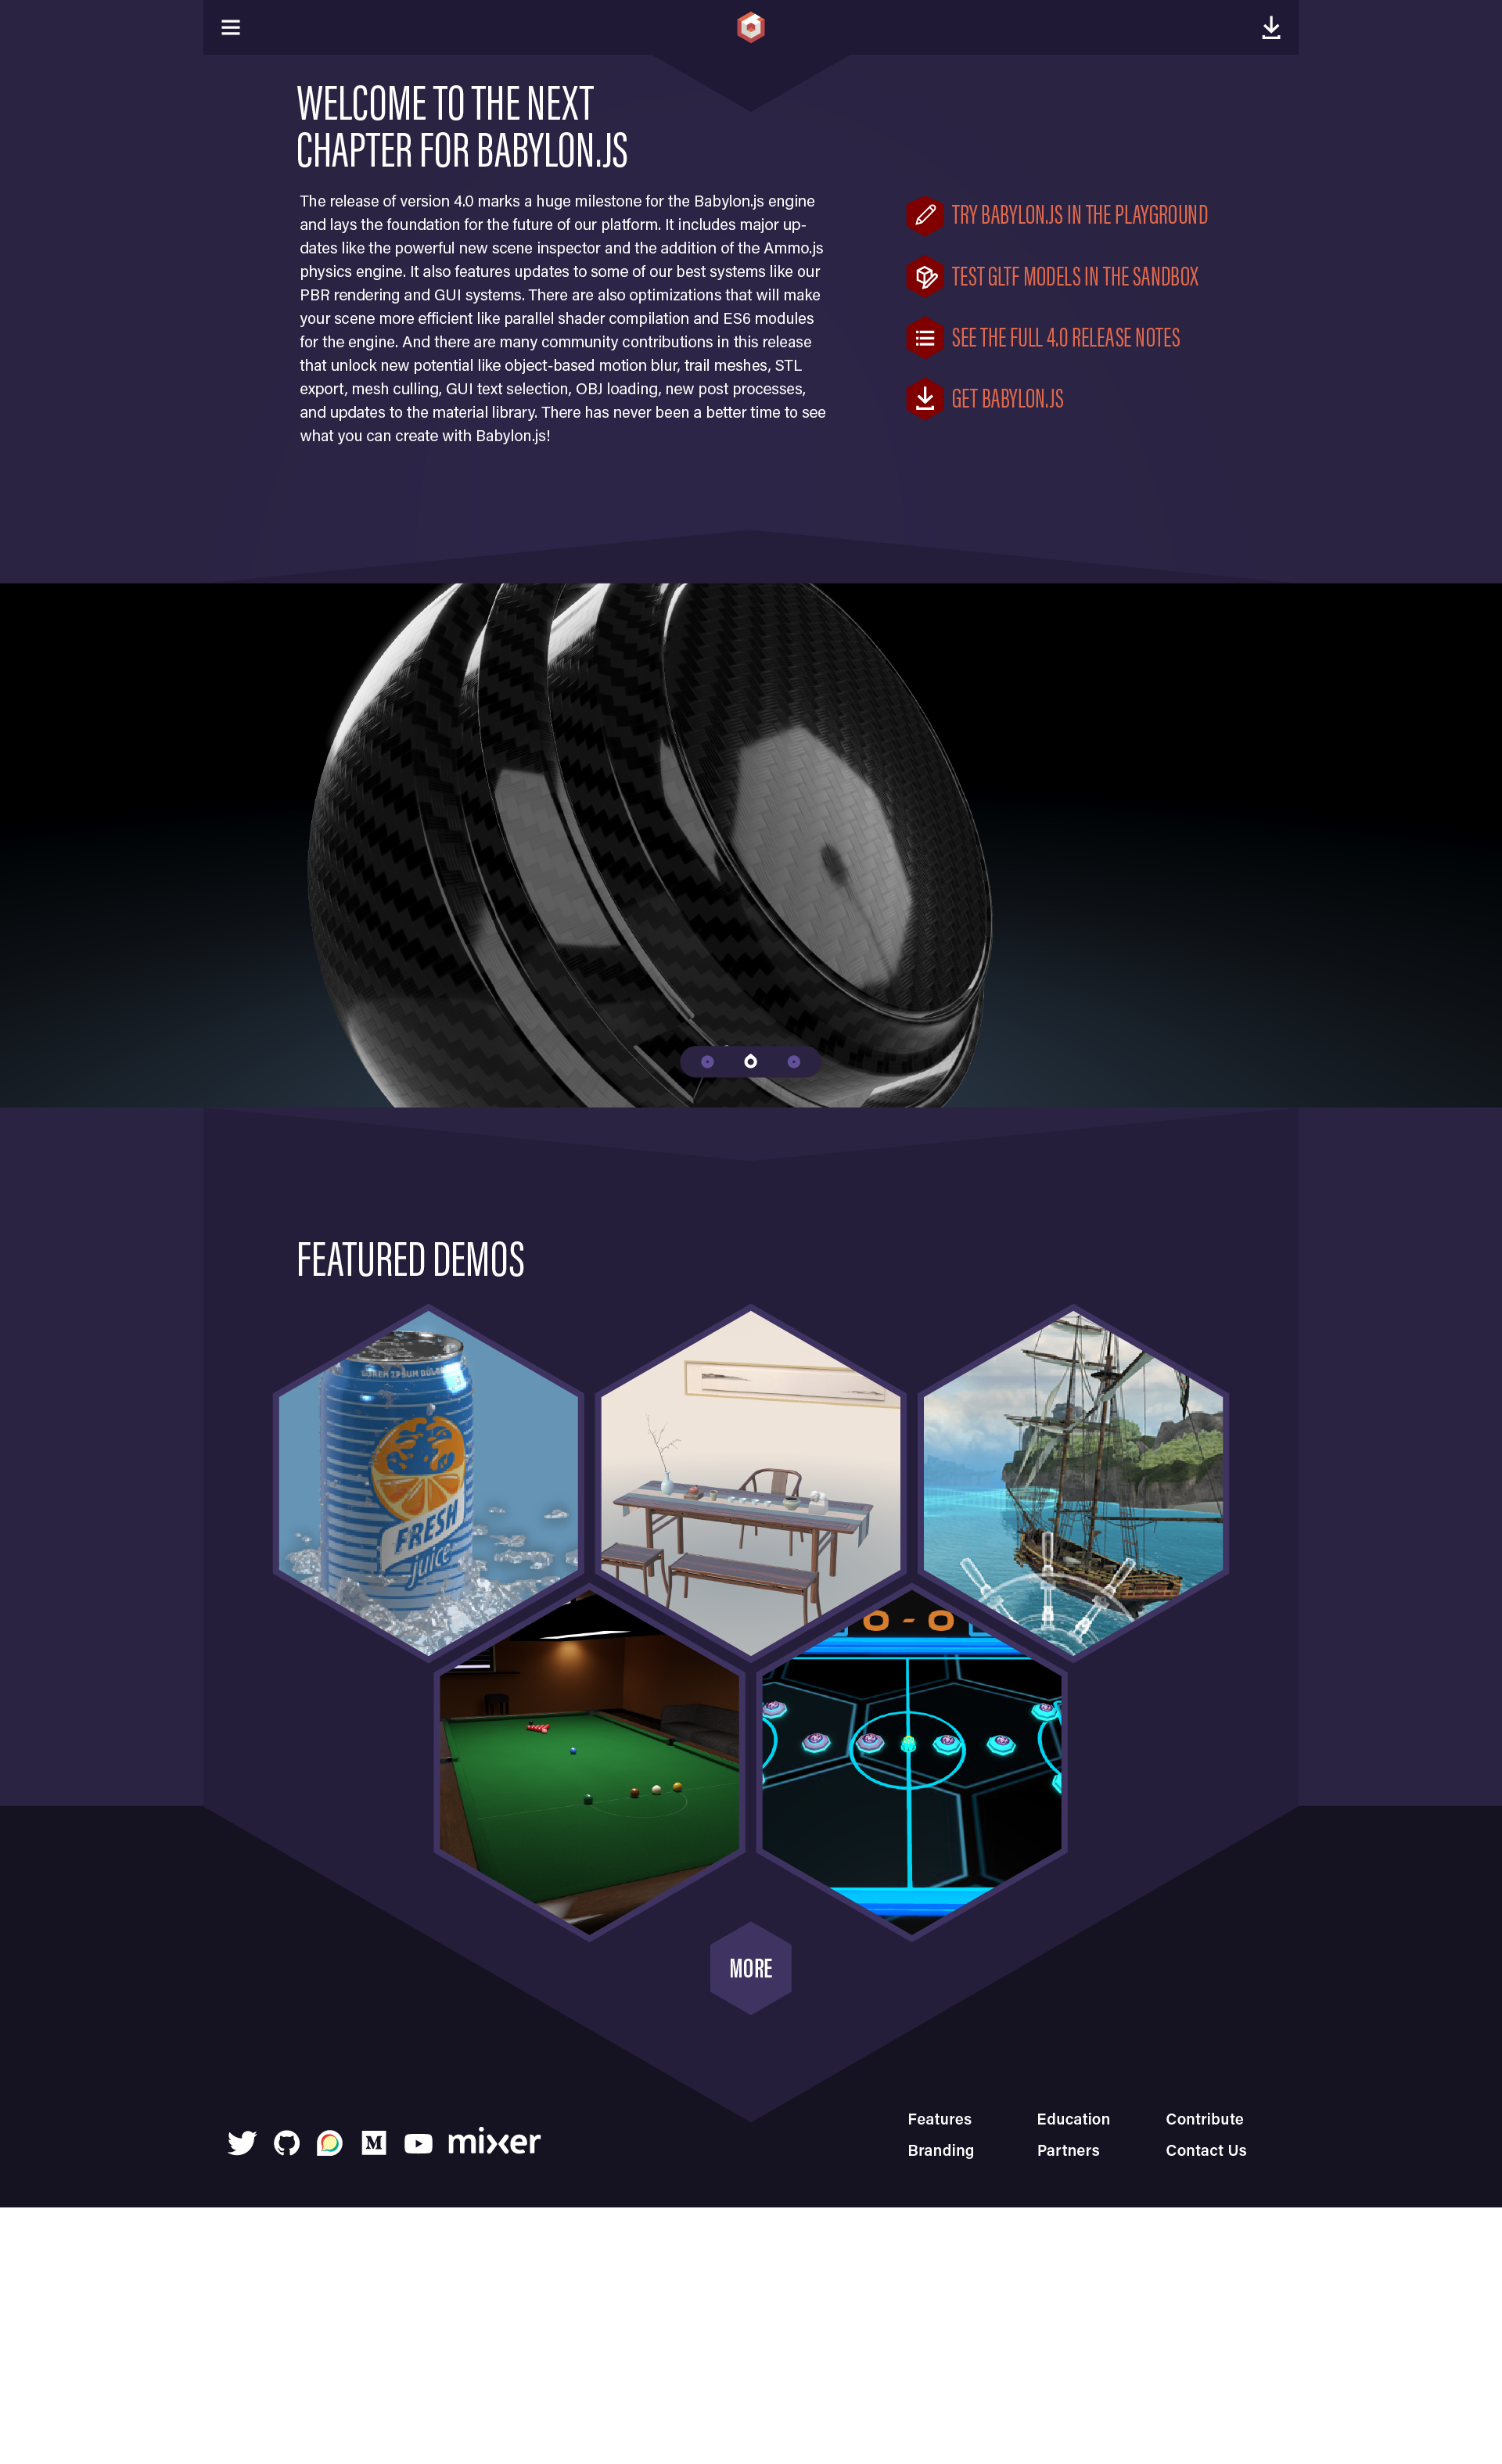 WELCOME TO THE NEXT
CHAPTER FOR BABYLON.JS
The release of version 4.0 marks a huge milestone for the Babylon.js engine
and lays the foundation for the future of our platform. It includes major up-
dates like the powerful new scene inspector and the addition of the Ammo.js
physics engine. It also features updates to some of our best systems like our
PBR rendering and GUI systems. There are also optimizations that will make
your scene more efficient like parallel shader compilation and ES6 modules
for the engine. And there are many community contributions in this release
that unlock new potential like object-based motion blur, trail meshes, STL
export, mesh culling, GUI text selection, OBJ loading, new post processes,
and updates to the material library. There has never been a better time to see
what you can create with Babylon.js!
TRY BABYLON.JS IN THE PLAYGROUND
TEST GLTF MODELS IN THE SANDBOX
SEE THE FULL 4.0 RELEASE NOTES
GET BABYLON.JS
FEATURED DEMOS
LOREM IPSUM DOLOR
FRESH
juice
0 - 0
MORE
M
mixer
Features
Education
Contribute
Branding
Partners
Contact Us